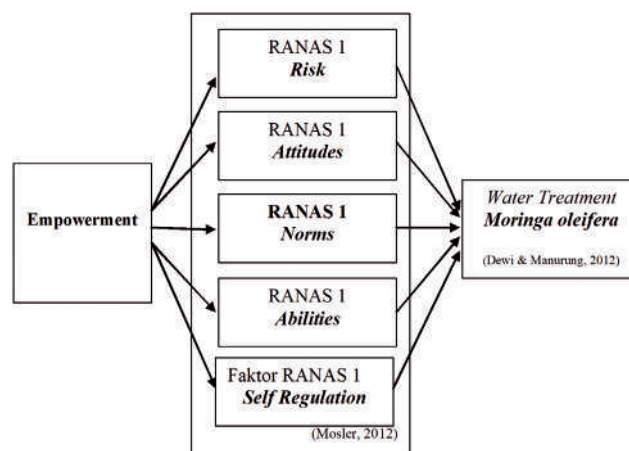 RANAS 1
Risk
RANAS 1
Attitudes
Empowerment
RANAS 1
Norms
RANAS 1
Abilities
Faktor RANAS 1
Self Regulation
(Mosler, 2012)
Water Treatment
Moringa oleifera
(Dewi & Manurung, 2012)